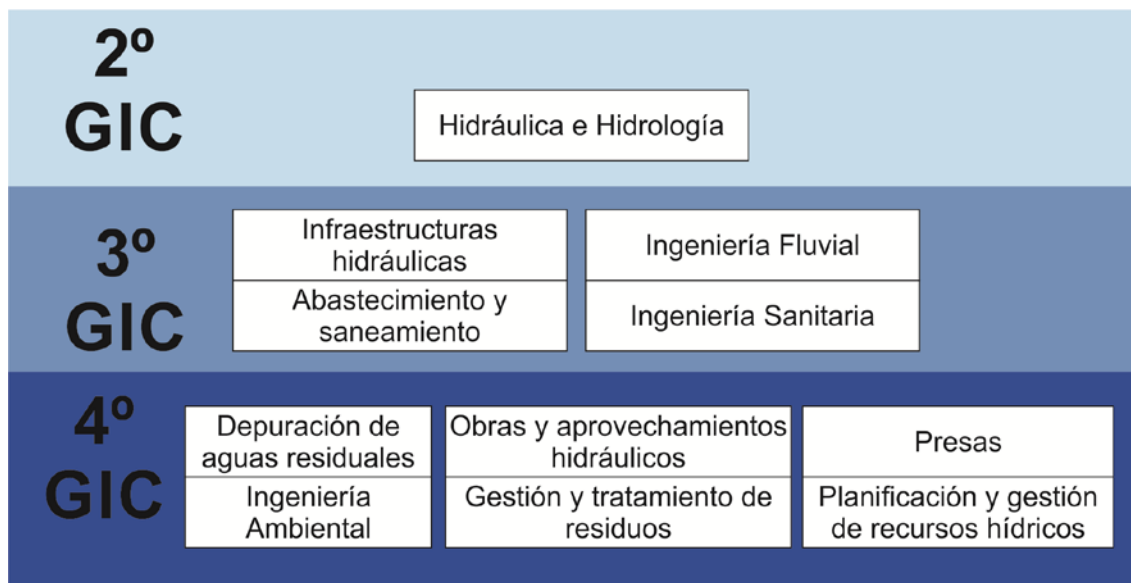 2º
GIC
Hidráulica e Hidrología
3º
GIC
Infraestructuras
hidráulicas
Abastecimiento y
saneamiento
Ingeniería Fluvial
Ingeniería Sanitaria
4º
GIC
Depuración de
aguas residuales
Ingeniería
Ambiental
Obras y aprovechamientos
hidráulicos
Gestión y tratamiento de
residuos
Presas
Planificación y gestión
de recursos hídricos